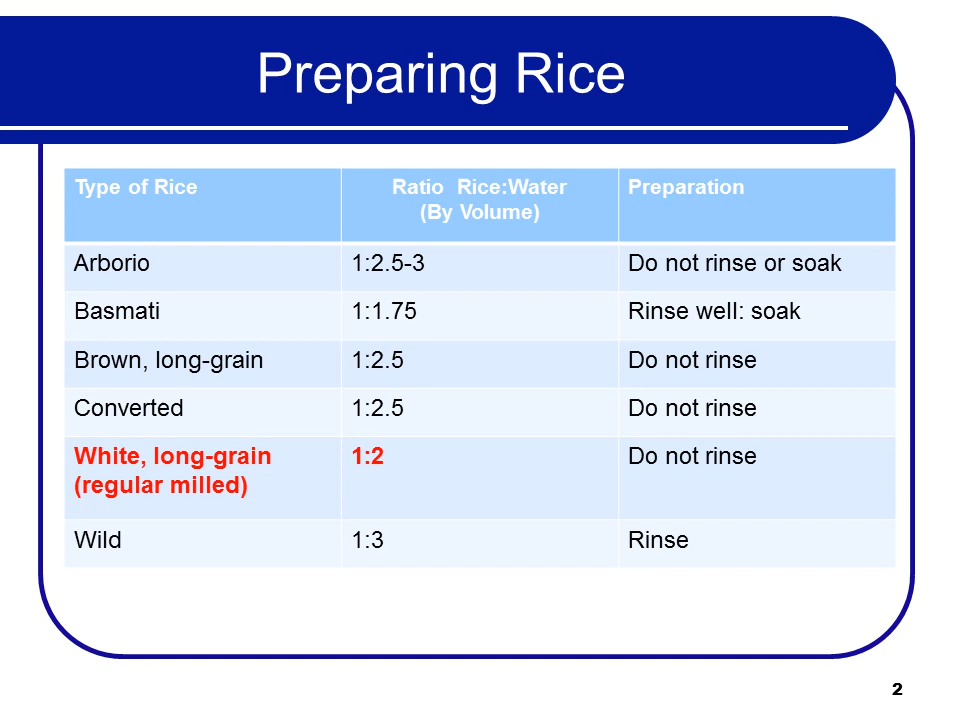 Preparing Rice
Type of Rice
Ratio  Rice:Water
(By Volume)
Preparation
Arborio
1:2.5-3
Do not rinse or soak
Basmati
1:1.75
Rinse well: soak
Brown, long-grain
1:2.5
Do not rinse
Converted
1:2.5
Do not rinse
White, long-grain
(regular milled)
1:2
Do not rinse
Wild
1:3
Rinse
2